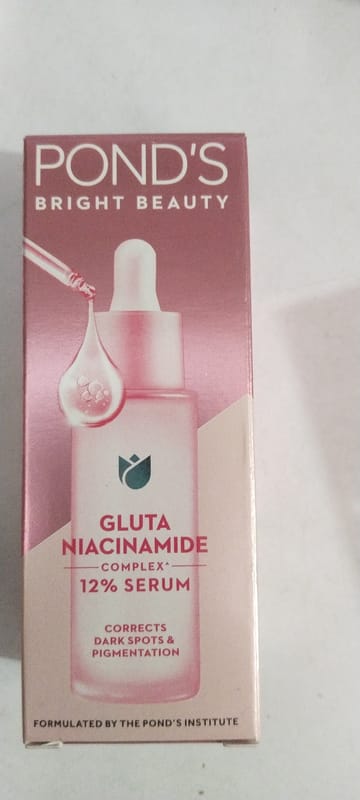 POND'S
BRIGHT BEAUTY
GLUTA
NIACINAMIDE
COMPLEX^
12% SERUM
CORRECTS
DARK SPOTS &
PIGMENTATION
FORMULATED BY THE POND'S INSTITUTE